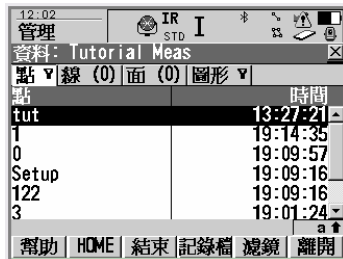 12:02
管理
IR
STD
I
資料: Tutorial Meas
點 線 (0) 面 (0) 圖形
點 時間
tut 13:27:21
1 19:14:35
0 19:09:57
Setup 19:09:16
122 19:09:16
3 19:01:24
a
幫助 HOME 結束 記錄檔 濾鏡 離開